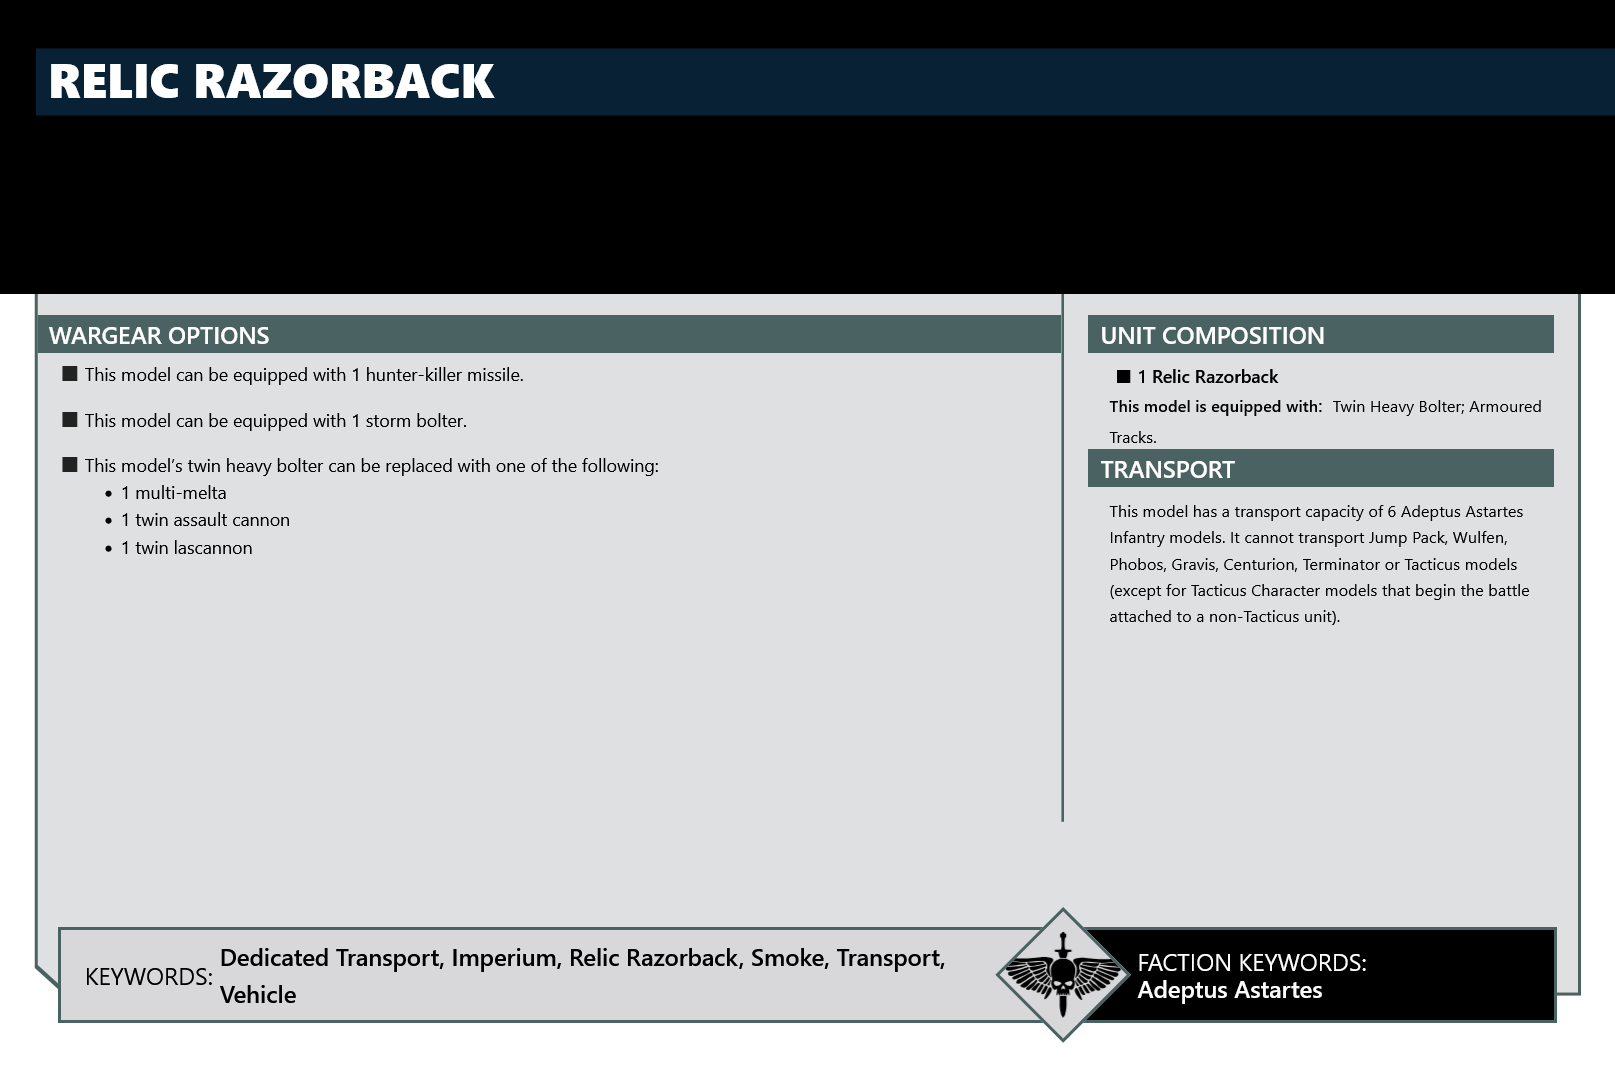 RELIC RAZORBACK
WARGEAR OPTIONS
This model can be equipped with 1 hunter-killer missile.
This model can be equipped with 1 storm bolter.
This model’s twin heavy bolter can be replaced with one of the following:
1 multi-melta
1 twin assault cannon
1 twin lascannon
UNIT COMPOSITION
1 Relic Razorback
This model is equipped with: Twin Heavy Bolter; Armoured
Tracks.
TRANSPORT
This model has a transport capacity of 6 Adeptus Astartes
Infantry models. It cannot transport Jump Pack, Wulfen,
Phobos, Gravis, Centurion, Terminator or Tacticus models
(except for Tacticus Character models that begin the battle
attached to a non-Tacticus unit).
KEYWORDS: Dedicated Transport, Imperium, Relic Razorback, Smoke, Transport,
Vehicle
FACTION KEYWORDS:
Adeptus Astartes